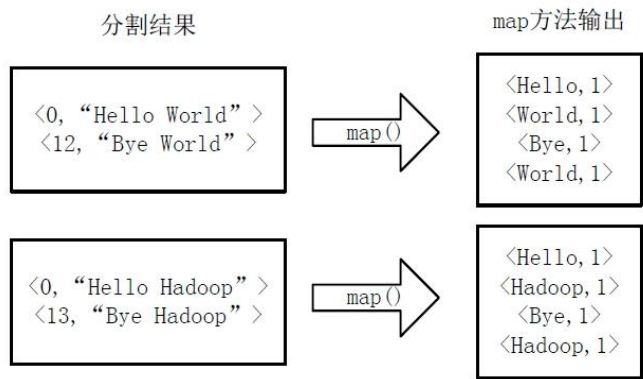 分割结果
map方法输出
<0, “Hello World” >
<12, “Bye World” >
map()
<Hello, 1>
<World, 1>
<Bye, 1>
<World, 1>
<0, “Hello Hadoop” >
<13, “Bye Hadoop” >
map()
<Hello, 1>
<Hadoop, 1>
<Bye, 1>
<Hadoop, 1>